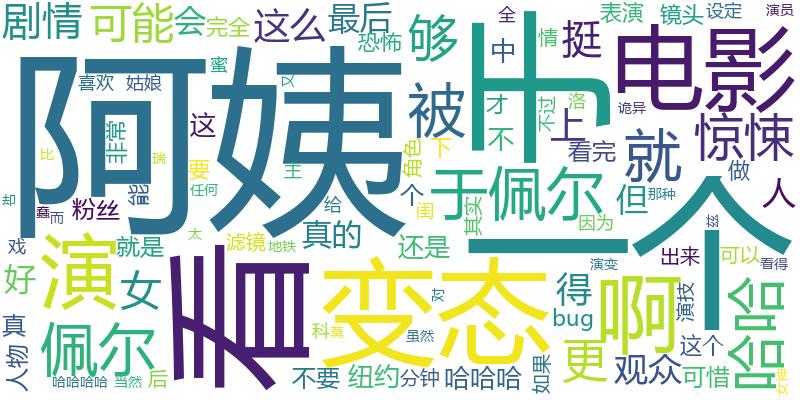 剧情
可能
会
完全
这么
最后
恐怖
够
中
全
情
挺
表演
镜头
设定
演员
阿姨
喜欢
姑娘
蜜
又
非常
能
这
要
任何
主
给
比
瑞
却
蠢
而
粉丝
被
才
不
不过
洛
上
诡异
看完
电影
惊悚
就
做
于
佩尔
但
那种
人
下
角色
个
闺
其实
因为
一个
兹
戏
就是
太
滤镜
地铁
真的
还是
出来
可以
看得
演变
好
演
女
看
变态
对
得
bug
啊
演技
哈哈
佩尔
真
人物
科
莫
虽然
更
观众
这个
可惜
女神
哈哈哈哈
当然
后
不要
纽约
分钟
哈哈哈
如果